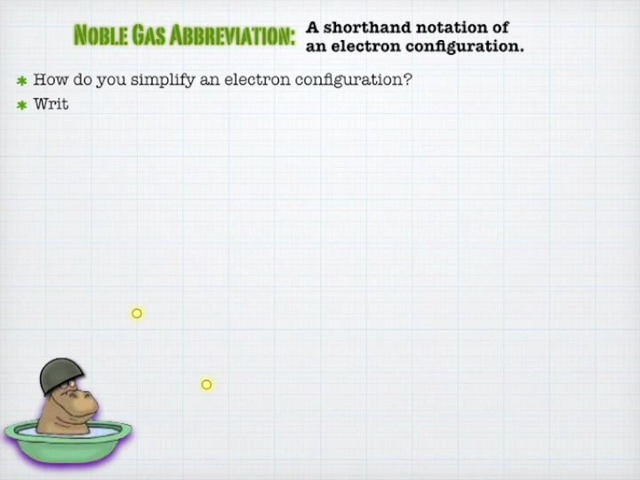 Noble Gas Abbreviation: A shorthand notation of
an electron configuration.
How do you simplify an electron configuration?
Writ